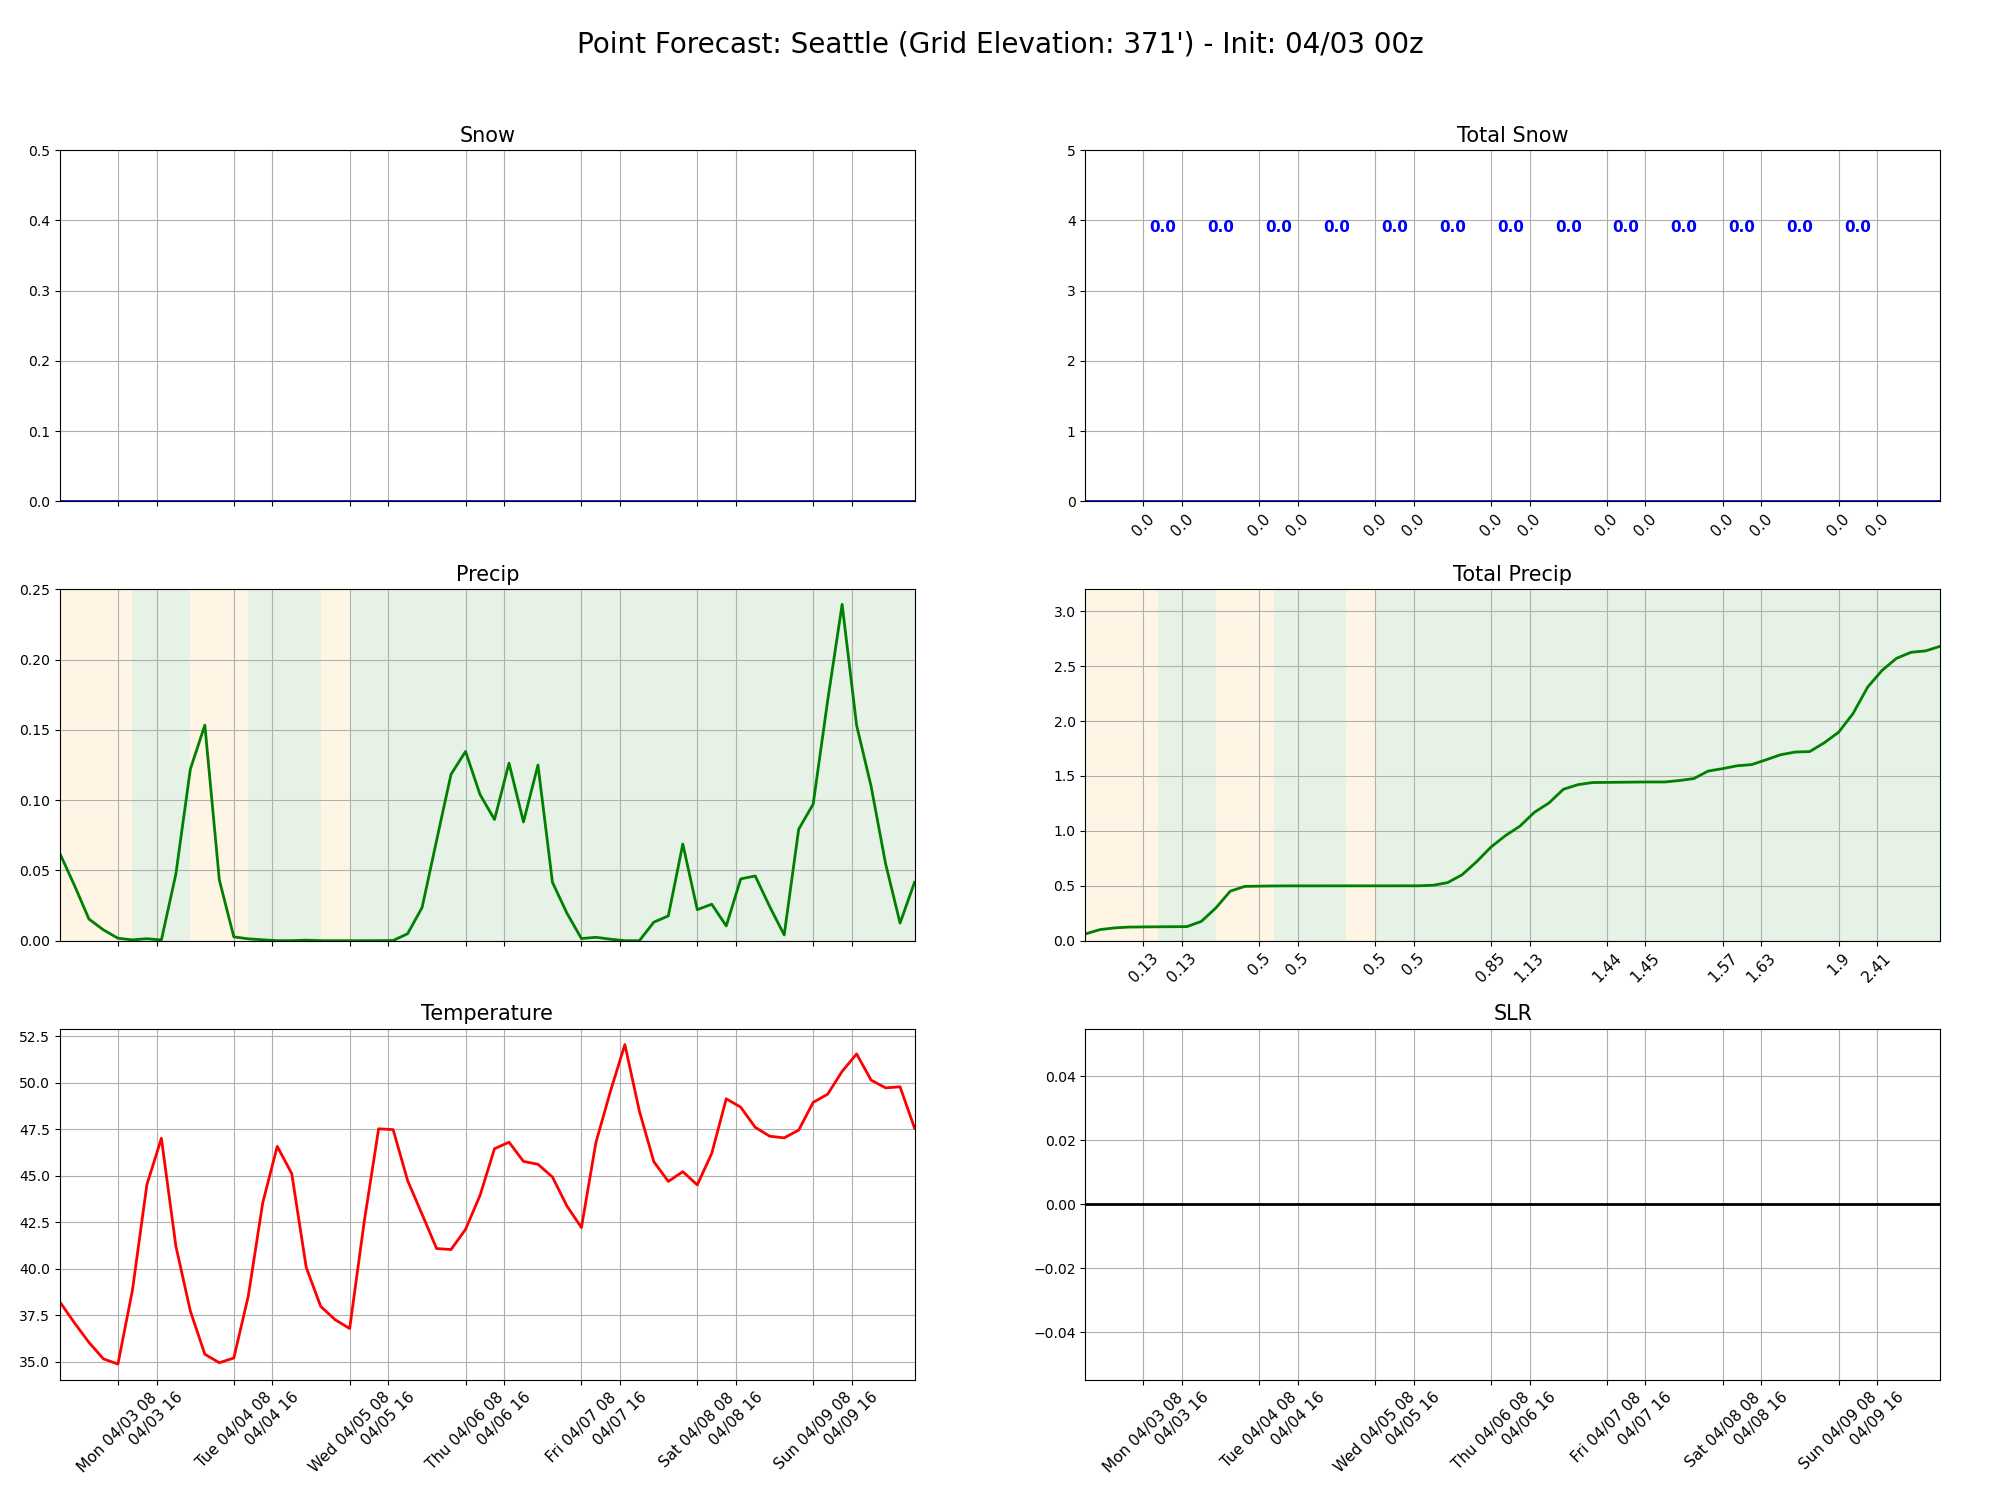 Point Forecast: Seattle (Grid Elevation: 371') - Init: 04/03 00z
Snow
0.5
0.4
0.3
0.2
0.1
0.0
Total Snow
5
4
3
2
1
0
0.0 0.0 0.0 0.0 0.0 0.0 0.0 0.0 0.0 0.0 0.0 0.0 0.0
0.0 0.0 0.0 0.0 0.0 0.0 0.0 0.0 0.0 0.0 0.0 0.0 0.0 0.0
Precip
0.25
0.20
0.15
0.10
0.05
0.00
Total Precip
3.0
2.5
2.0
1.5
1.0
0.5
0.0
0.13 0.13 0.5 0.5 0.5 0.5 0.85 1.13 1.44 1.45 1.57 1.63 1.9 2.41
Temperature
52.5
50.0
47.5
45.0
42.5
40.0
37.5
35.0
Mon 04/03 08
04/03 16
Tue 04/04 08
04/04 16
Wed 04/05 08
04/05 16
Thu 04/06 08
04/06 16
Fri 04/07 08
04/07 16
Sat 04/08 08
04/08 16
Sun 04/09 08
04/09 16
SLR
0.04
0.02
0.00
−0.02
−0.04
Mon 04/03 08
04/03 16
Tue 04/04 08
04/04 16
Wed 04/05 08
04/05 16
Thu 04/06 08
04/06 16
Fri 04/07 08
04/07 16
Sat 04/08 08
04/08 16
Sun 04/09 08
04/09 16